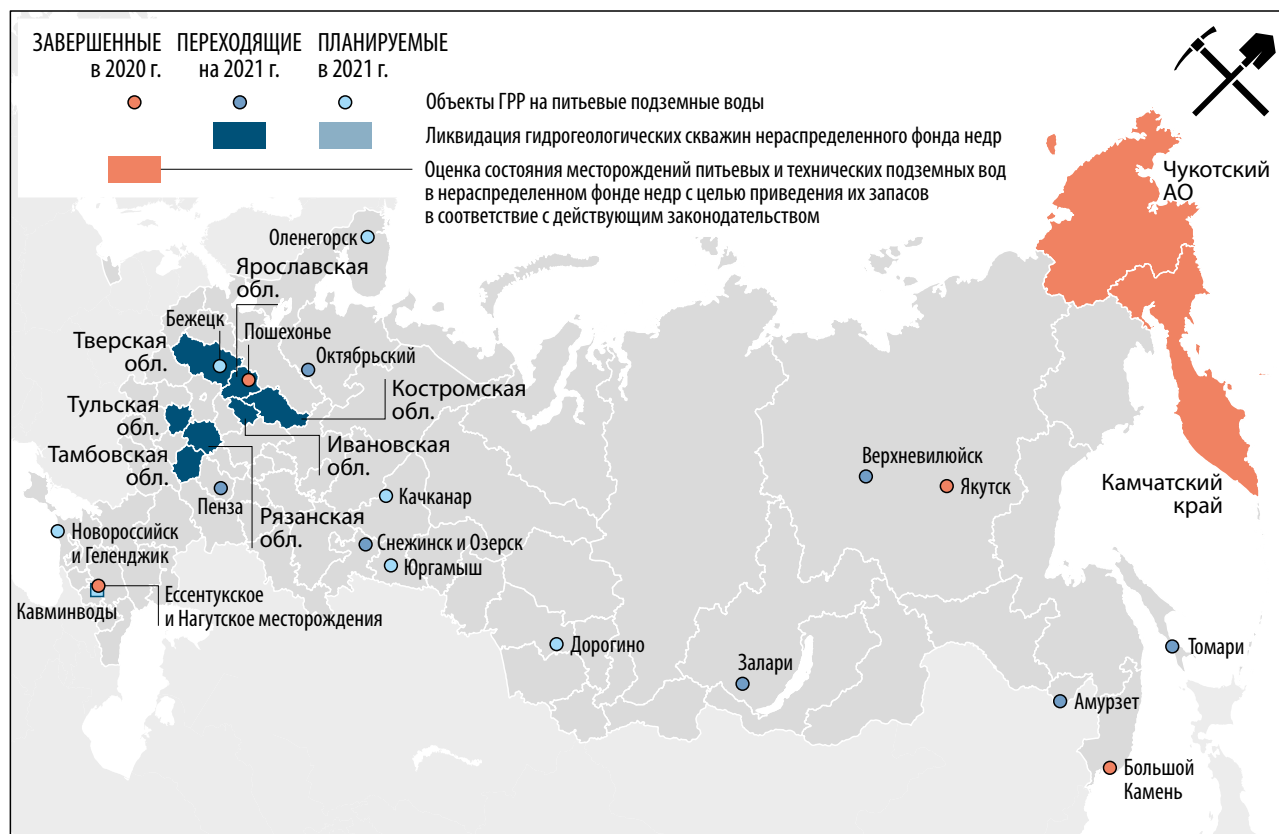 ЗАВЕРШЕННЫЕ
в 2020 г.
ПЕРЕХОДЯЩИЕ
на 2021 г.
ПЛАНИРУЕМЫЕ
в 2021 г.
Объекты ГРР на питьевые подземные воды
Ликвидация гидрогеологических скважин нераспределенного фонда недр
Оценка состояния месторождений питьевых и технических подземных вод
в нераспределенном фонде недр с целью приведения их запасов
в соответствие с действующим законодательством
Чукотский
АО
Оленегорск
Ярославская
обл.
Бежецк
Пошехонье
Тверская
обл.
Октябрьский
Костромская
обл.
Тульская
обл.
Ивановская
обл.
Тамбовская
обл.
Верхневилюйск
Якутск
Камчатский
край
Пенза
Качканар
Рязанская
обл.
Новороссийск
и Геленджик
Снежинск и Озерск
Юргамыш
Кавминводы
Ессентукское
и Нагутское месторождения
Дорогино
Залари
Томари
Амурзет
Большой
Камень